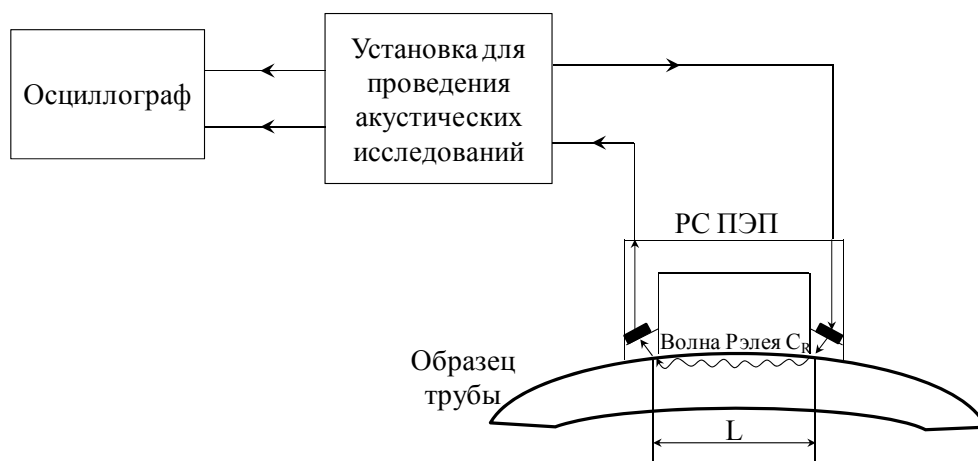 Осциллограф
Установка для
проведения
акустических
исследований
РС ПЭП
Волна Рэлея C_R
Образец
трубы
L